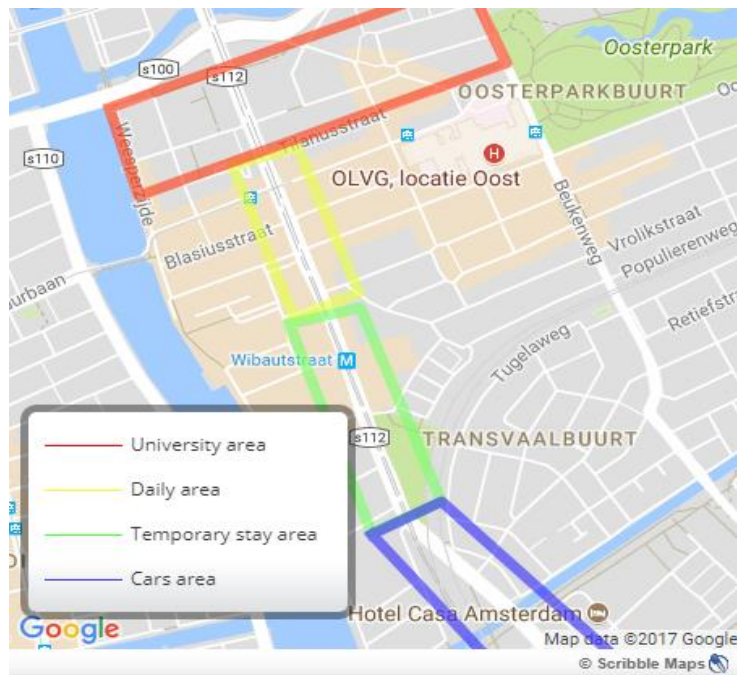 Oosterpark
s100
s112
OOSTERPARKBUURT
Weesperzijde
Tilanusstraat
s110
H
OLVG, locatie Oost
Beukenweg
Blasiusstraat
Vrolikstraat
Populierenweg
Retiefstra
urbaan
Tugelaweg
Wibautstraat M
s112
TRANSVAALBUURT
University area
Daily area
Temporary stay area
Cars area
Hotel Casa Amsterdam
Google
Map data ©2017 Google
© Scribble Maps